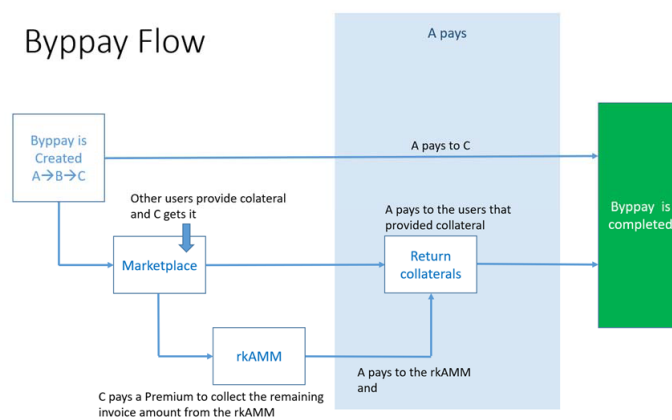 Byppay Flow
A pays
Byppay is
Created
A→B→C
A pays to C
Other users provide colateral
and C gets it
A pays to the users that
provided collateral
Byppay is
completed
Marketplace
Return
collaterals
rkAMM
A pays to the rkAMM
and
C pays a Premium to collect the remaining
invoice amount from the rkAMM